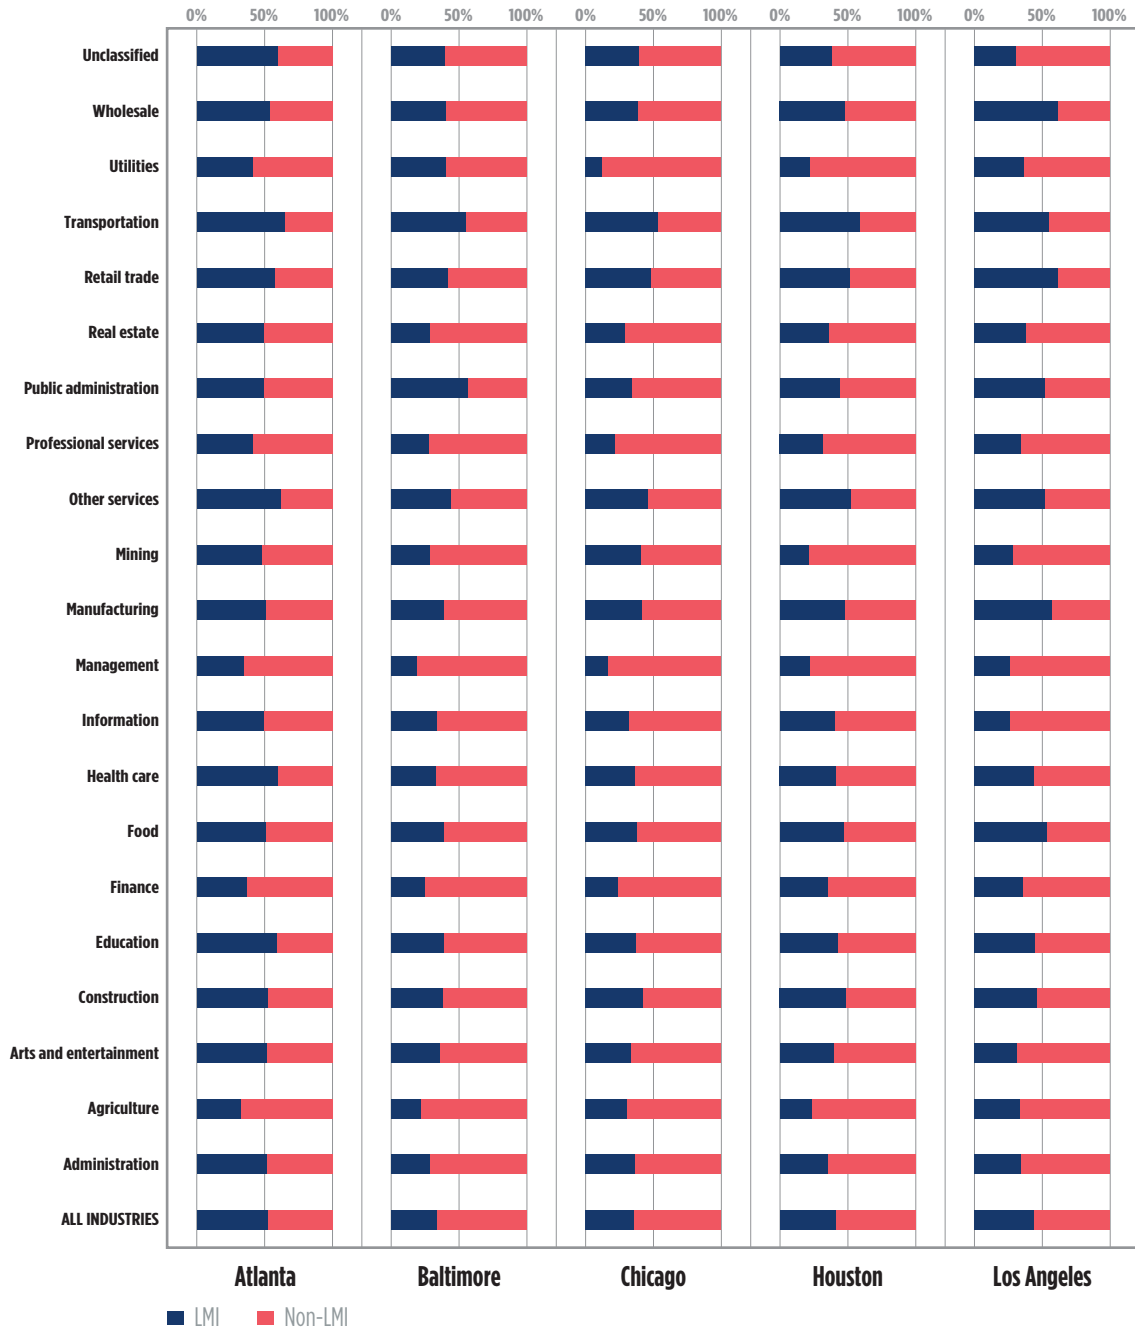 0% 50% 100% 0% 50% 100% 0% 50% 100% 0% 50% 100% 0% 50% 100%
Unclassified
Wholesale
Utilities
Transportation
Retail trade
Real estate
Public administration
Professional services
Other services
Mining
Manufacturing
Management
Information
Health care
Food
Finance
Education
Construction
Arts and entertainment
Agriculture
Administration
ALL INDUSTRIES
Atlanta Baltimore Chicago Houston Los Angeles
LMI Non-LMI